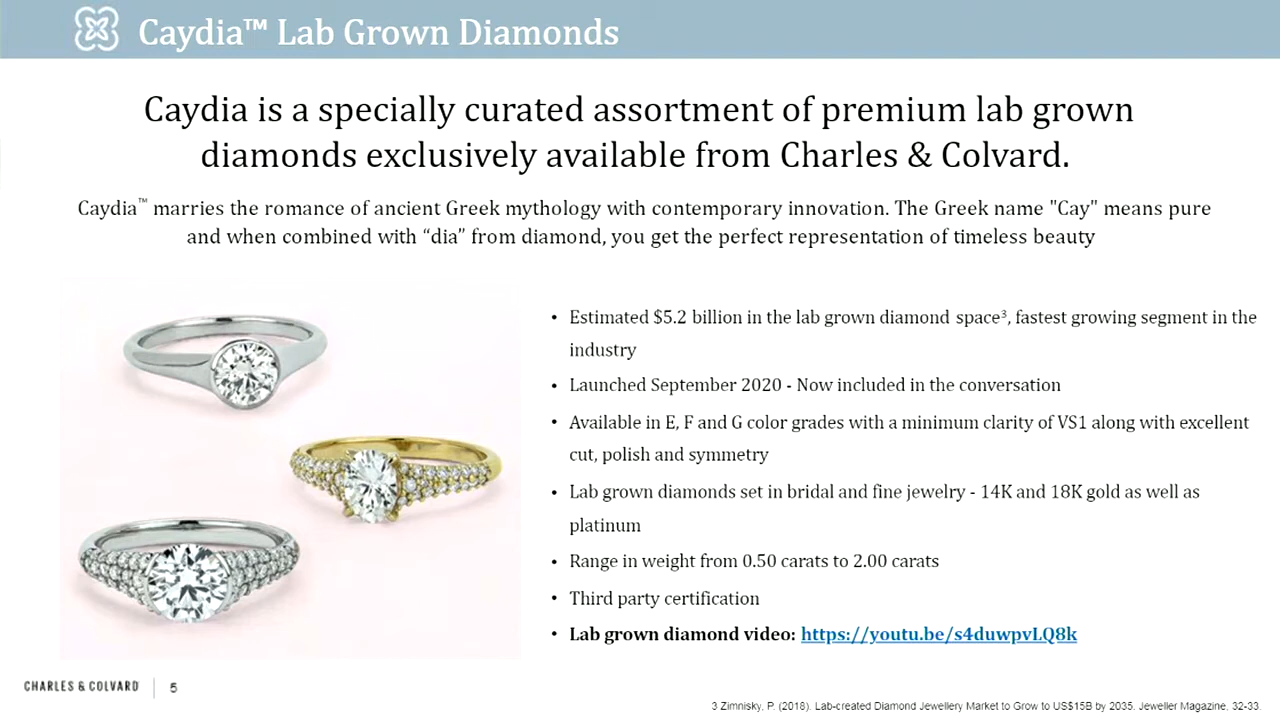 Caydia™ Lab Grown Diamonds
Caydia is a specially curated assortment of premium lab grown
diamonds exclusively available from Charles & Colvard.
Caydia™ marries the romance of ancient Greek mythology with contemporary innovation. The Greek name "Cay" means pure
and when combined with “dia” from diamond, you get the perfect representation of timeless beauty
• Estimated $5.2 billion in the lab grown diamond space³, fastest growing segment in the
industry
• Launched September 2020 - Now included in the conversation
• Available in E, F and G color grades with a minimum clarity of VS1 along with excellent
cut, polish and symmetry
• Lab grown diamonds set in bridal and fine jewelry - 14K and 18K gold as well as
platinum
• Range in weight from 0.50 carats to 2.00 carats
• Third party certification
• Lab grown diamond video: https://youtu.be/s4duwpvLQ8k
CHARLES & COLVARD 5
3 Zimnisky, P. (2018). Lab-created Diamond Jewellery Market to Grow to US$15B by 2035. Jeweller Magazine, 32-33.